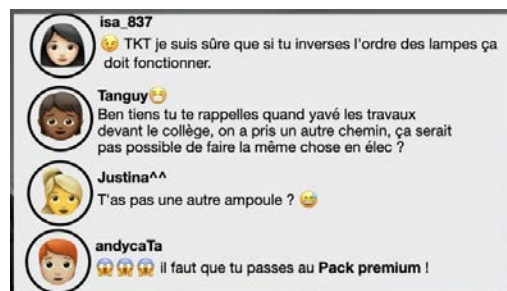 isa_837
😉 TKT je suis sûre que si tu inverses l'ordre des lampes ça
doit fonctionner.
Tanguy😷
Ben tiens tu te rappelles quand yavé les travaux
devant le collège, on a pris un autre chemin, ça serait
pas possible de faire la même chose en élec ?
Justina^^
T'as pas une autre ampoule ? 😅
andycaTa
😱😱😱 il faut que tu passes au Pack premium !